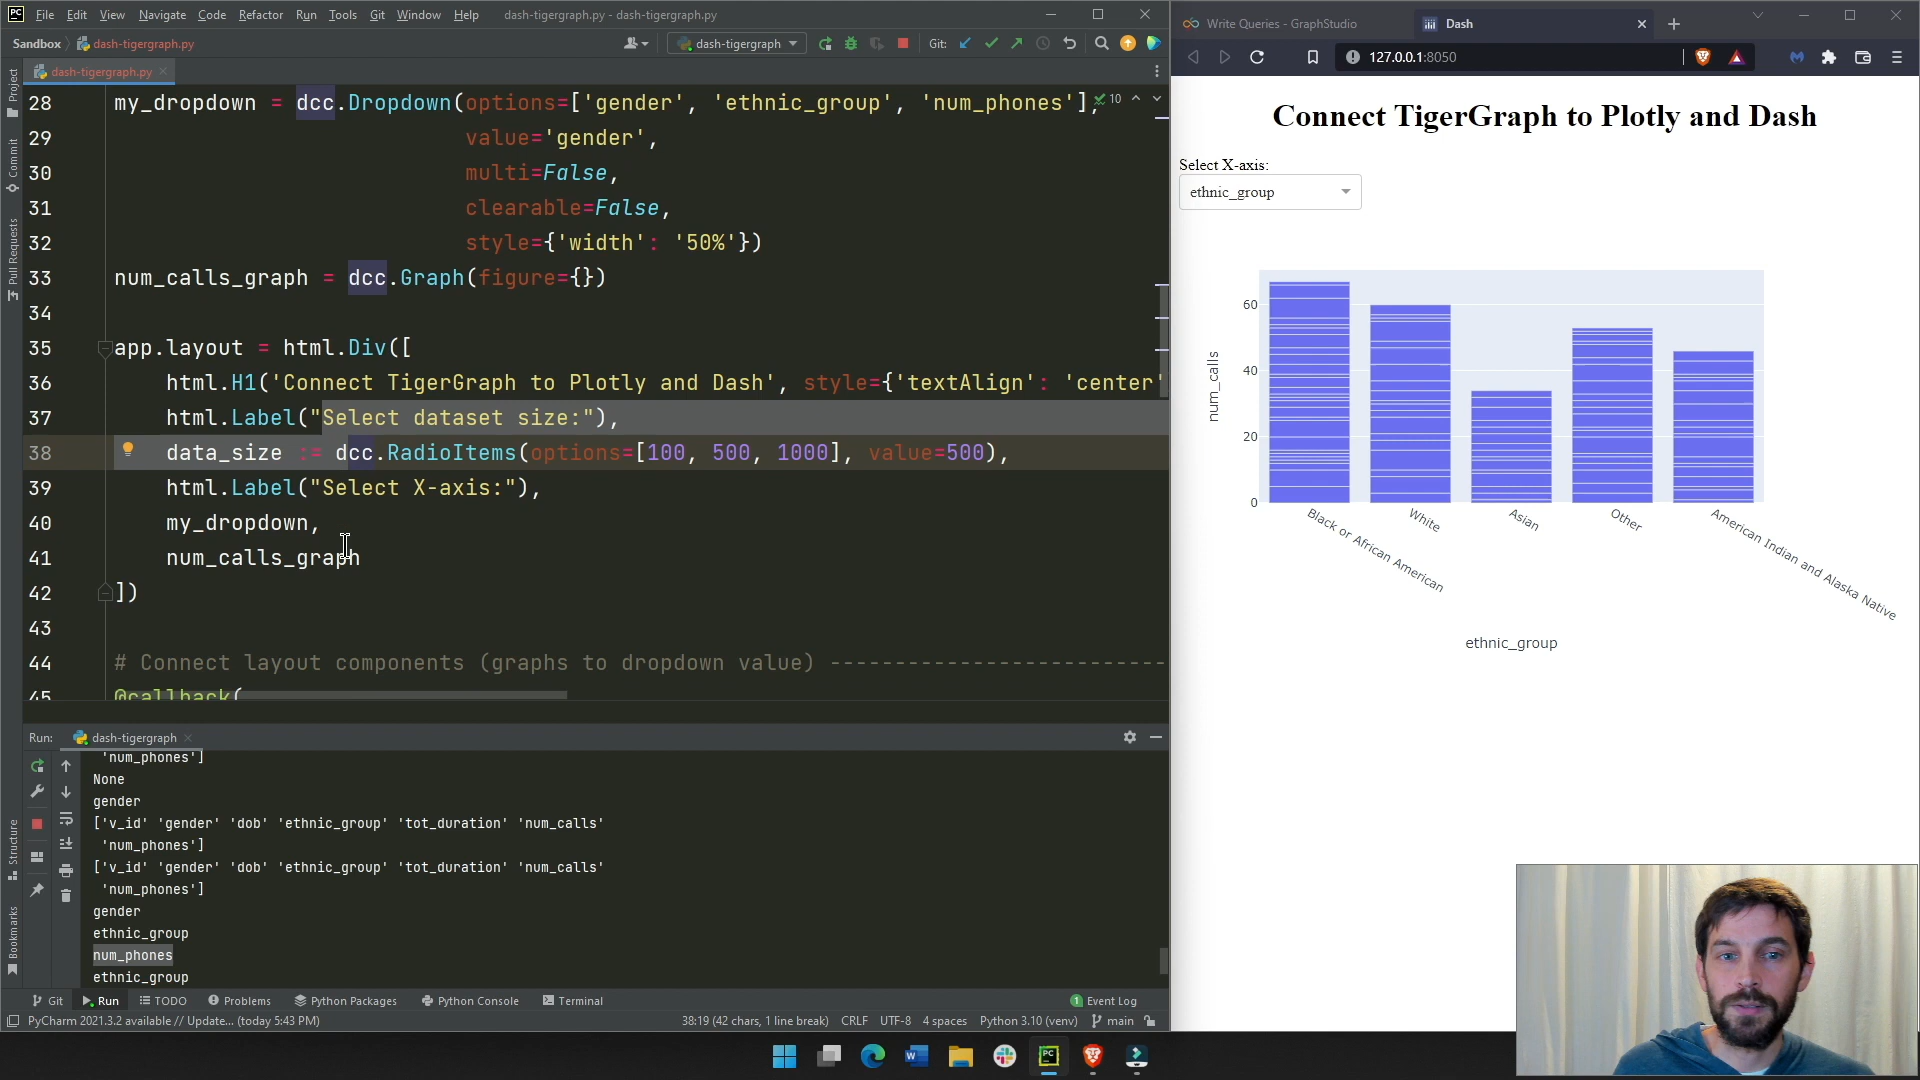 PC File Edit View Navigate Code Refactor Run Tools Git Window Help dash-tigergraph.py - dash-tigergraph.py
Sandbox dash-tigergraph.py
dash-tigergraph
Git:
dash-tigergraph.py
Project
Commit
Pull Requests
Structure
Bookmarks
28 my_dropdown = dcc.Dropdown(options=['gender', 'ethnic_group', 'num_phones'],
10
29 value='gender',
30 multi=False,
31 clearable=False,
32 style={'width': '50%'})
33 num_calls_graph = dcc.Graph(figure={})
34
35 app.layout = html.Div([
36 html.H1('Connect TigerGraph to Plotly and Dash', style={'textAlign': 'center'
37 html.Label("Select dataset size:"),
38 data_size := dcc.RadioItems(options=[100, 500, 1000], value=500),
39 html.Label("Select X-axis:"),
40 my_dropdown,
41 num_calls_graph
42 ])
43
44 # Connect layout components (graphs to dropdown value) --------------------------
45 @callback(
Run: dash-tigergraph
'num_phones']
None
gender
['v_id' 'gender' 'dob' 'ethnic_group' 'tot_duration' 'num_calls'
'num_phones']
['v_id' 'gender' 'dob' 'ethnic_group' 'tot_duration' 'num_calls'
'num_phones']
gender
ethnic_group
num_phones
ethnic_group
Git Run TODO Problems Python Packages Python Console Terminal 1 Event Log
PyCharm 2021.3.2 available // Update... (today 5:43 PM) 38:19 (42 chars, 1 line break) CRLF UTF-8 4 spaces Python 3.10 (venv) main
Write Queries - GraphStudio
Dash
127.0.0.1:8050
Connect TigerGraph to Plotly and Dash
Select X-axis:
ethnic_group
60
40
20
0
num_calls
Black or African American
White
Asian
Other
American Indian and Alaska Native
ethnic_group
W
PC